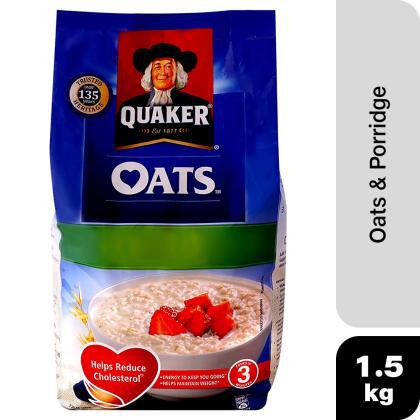 TRUSTED
OVER
135
YEARS
HERITAGE
QUAKER
Est 1877
OATS
Helps Reduce
Cholesterol*
•ENERGY TO KEEP YOU GOING^
•HELPS MAINTAIN WEIGHT*
3
Oats & Porridge
1.5
kg